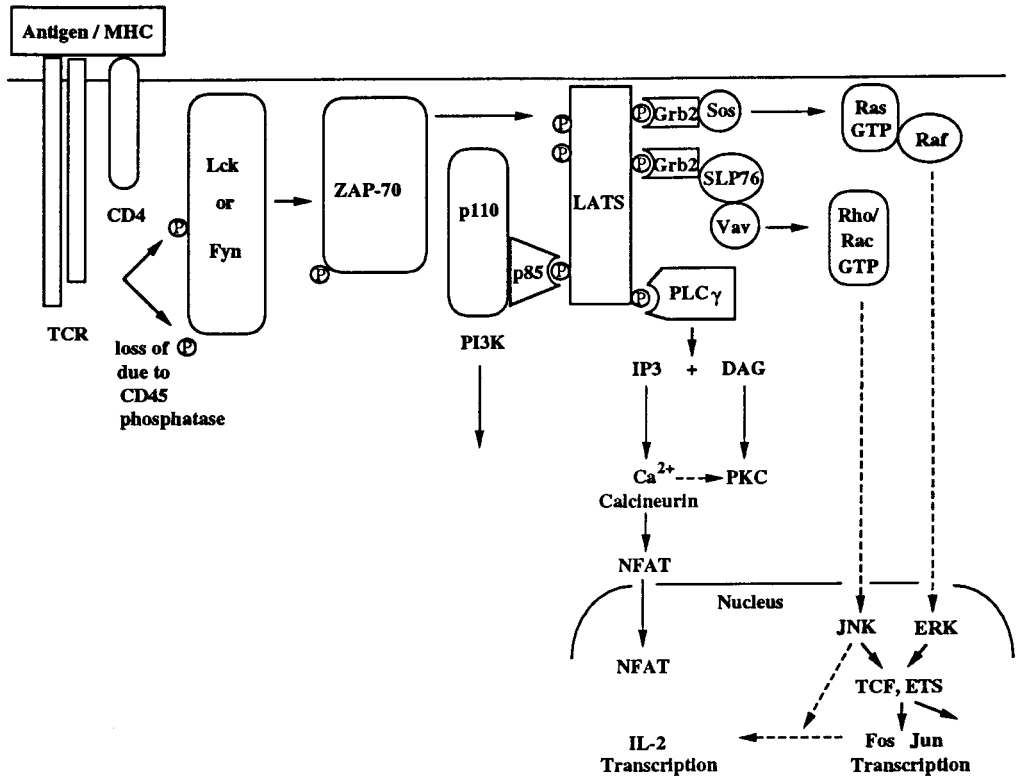 Antigen / MHC
TCR
CD4
P
loss of P
due to
CD45
phosphatase
Lck
or
Fyn
P
ZAP-70
p110
p85
P
PI3K
P
P
LATS
P
Grb2
Sos
P
Grb2
SLP76
Vav
P
PLC γ
Ras
GTP
Raf
Rho/
Rac
GTP
IP3 + DAG
Ca2+
PKC
Calcineurin
NFAT
Nucleus
NFAT
JNK
ERK
TCF, ETS
IL-2
Transcription
Fos Jun
Transcription